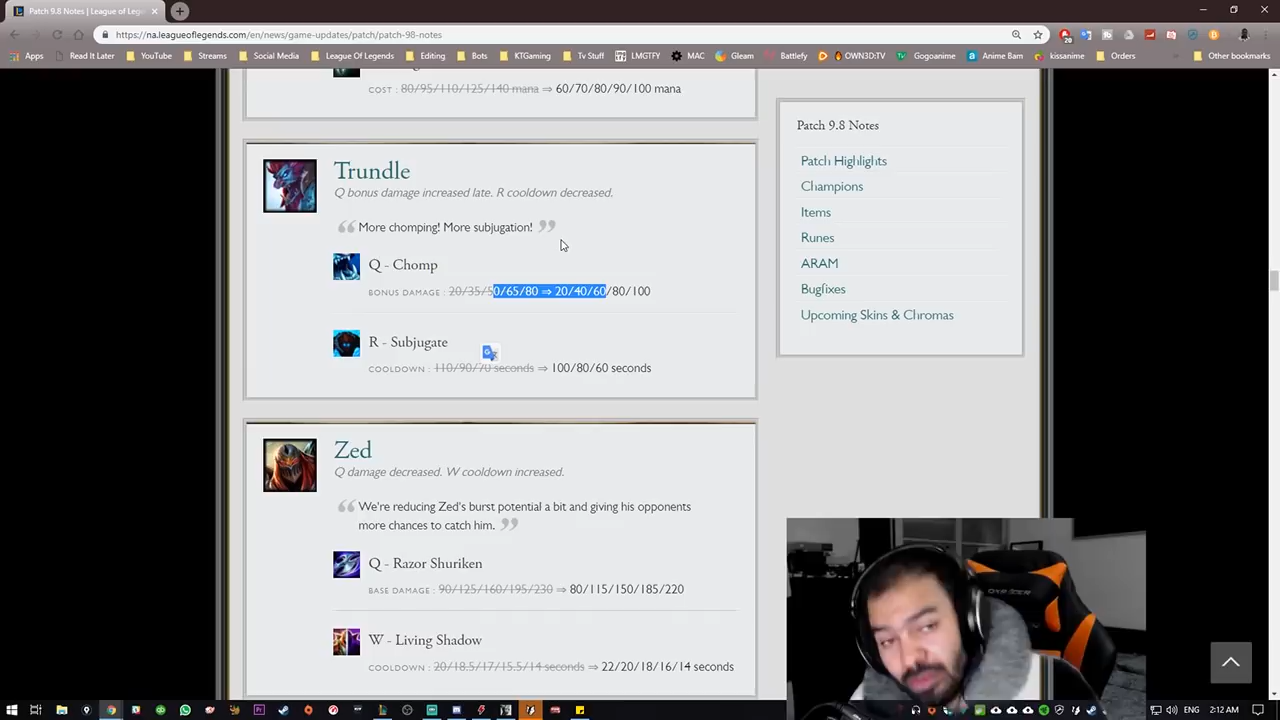 Patch 9.8 Notes | League of Lege
https://na.leagueoflegends.com/en/news/game-updates/patch/patch-98-notes
Apps
Read It Later
YouTube
Streams
Social Media
League Of Legends
Editing
Bots
KTGaming
Tv Stuff
LMGTFY
MAC
Gleam
Battlefy
OWN3D:TV
Gogoanime
Anime Bam
kissanime
Orders
Other bookmarks
COST : 80/95/110/125/140 mana ⇒ 60/70/80/90/100 mana
Trundle
Q bonus damage increased late. R cooldown decreased.
More chomping! More subjugation!
Q - Chomp
BONUS DAMAGE : 20/35/50/65/80 ⇒ 20/40/60/80/100
R - Subjugate
COOLDOWN : 110/90/70 seconds ⇒ 100/80/60 seconds
Zed
Q damage decreased. W cooldown increased.
We're reducing Zed's burst potential a bit and giving his opponents
more chances to catch him.
Q - Razor Shuriken
BASE DAMAGE : 90/125/160/195/230 ⇒ 80/115/150/185/220
W - Living Shadow
COOLDOWN : 20/18.5/17/15.5/14 seconds ⇒ 22/20/18/16/14 seconds
Patch 9.8 Notes
Patch Highlights
Champions
Items
Runes
ARAM
Bugfixes
Upcoming Skins & Chromas
2:12 AM